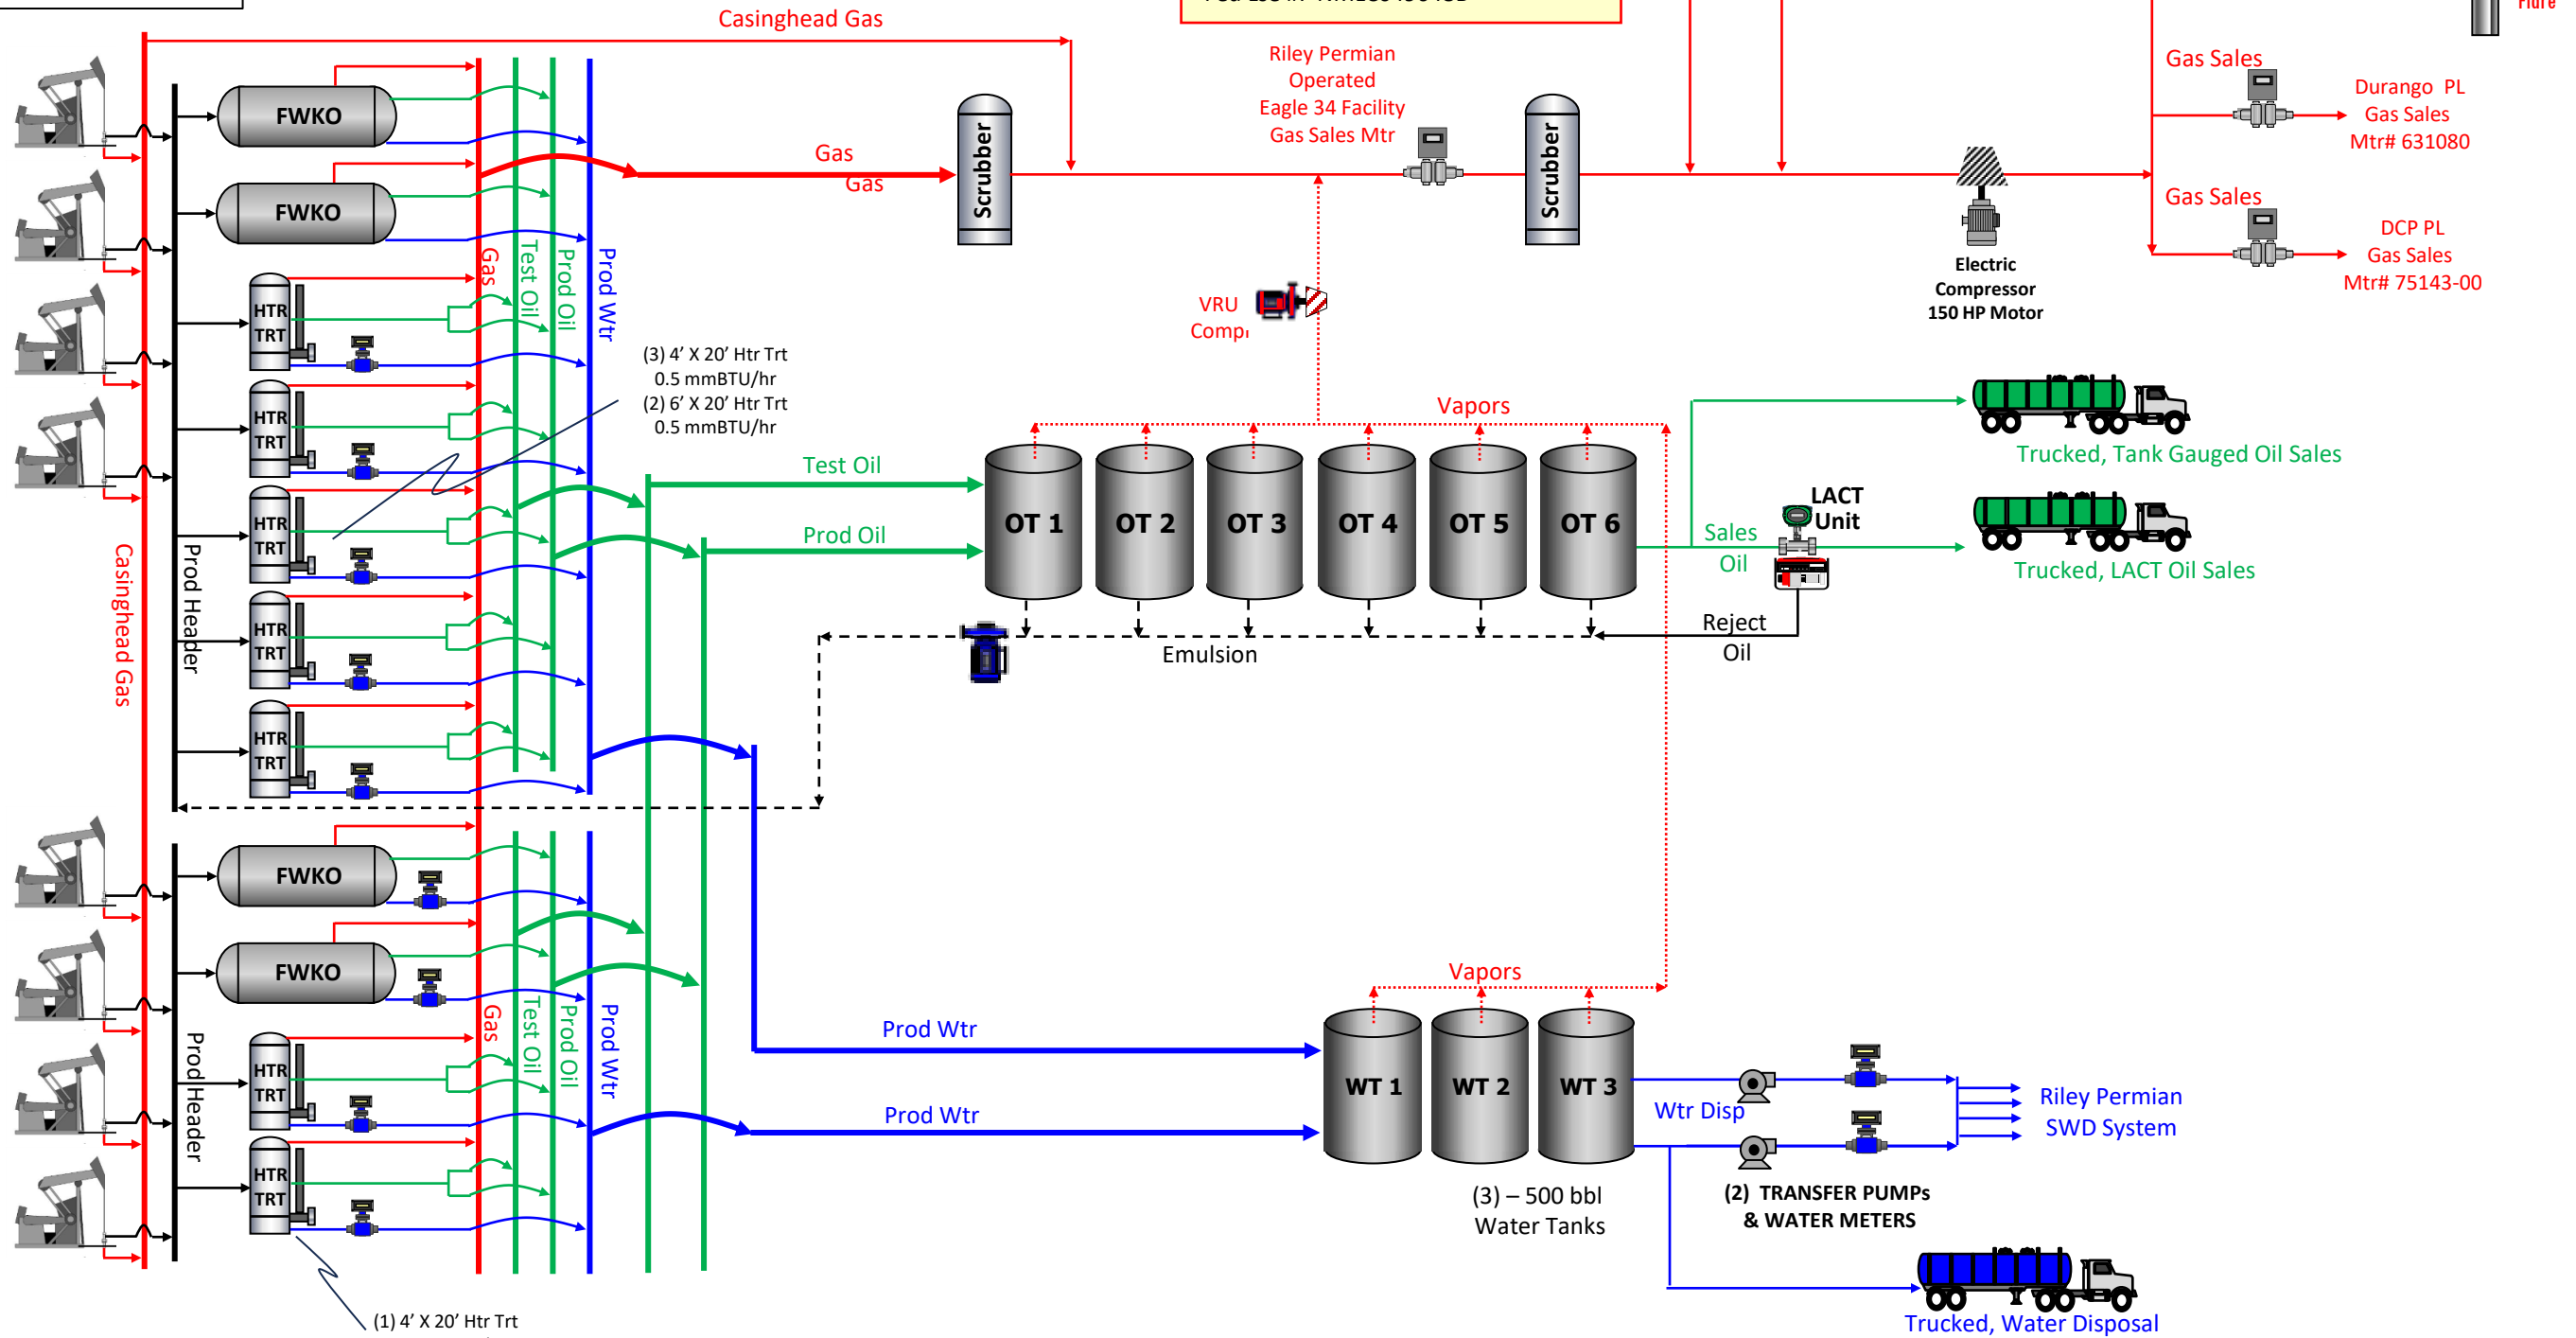 Casinghead Gas
Flare
Riley Permian
Operated
Eagle 34 Facility
Gas Sales Mtr
Gas Sales
Durango PL
Gas Sales
Mtr# 631080
Gas Sales
DCP PL
Gas Sales
Mtr# 75143-00
FWKO
FWKO
Gas
Gas
Scrubber
Scrubber
Electric
Compressor
150 HP Motor
VRU
Gas
Test Oil
Prod Oil
Prod Wtr
HTR
TRT
HTR
TRT
HTR
TRT
HTR
TRT
HTR
TRT
(3) 4’ X 20’ Htr Trt
0.5 mmBTU/hr
(2) 6’ X 20’ Htr Trt
0.5 mmBTU/hr
Casinghead Gas
Prod Header
Vapors
Test Oil
Prod Oil
OT 1
OT 2
OT 3
OT 4
OT 5
OT 6
Sales
Oil
LACT
Unit
Trucked, Tank Gauged Oil Sales
Trucked, LACT Oil Sales
Reject
Oil
Emulsion
FWKO
FWKO
Gas
Test Oil
Prod Oil
Prod Wtr
Prod Header
HTR
TRT
HTR
TRT
(1) 4’ X 20’ Htr Trt
Prod Wtr
Prod Wtr
Vapors
WT 1
WT 2
WT 3
(3) – 500 bbl
Water Tanks
Wtr Disp
(2) TRANSFER PUMPs
& WATER METERS
Riley Permian
SWD System
Trucked, Water Disposal